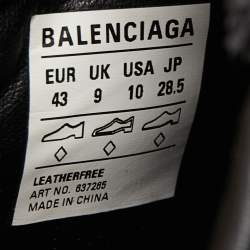 BALENCIAGA
EUR UK USA JP
43 9 10 28.5
LEATHERFREE
ART NO. 637285
MADE IN CHINA